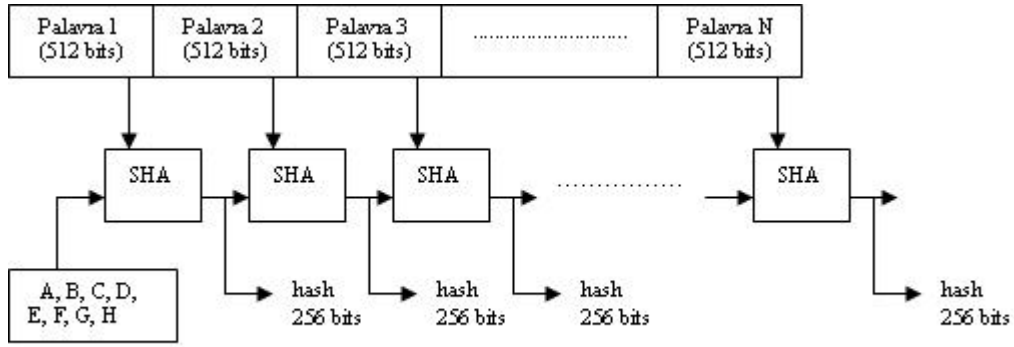 Palavra 1
(512 bits)
Palavra 2
(512 bits)
Palavra 3
(512 bits)
............................
Palavra N
(512 bits)
SHA
SHA
SHA
..................
SHA
A, B, C, D,
E, F, G, H
hash
256 bits
hash
256 bits
hash
256 bits
hash
256 bits